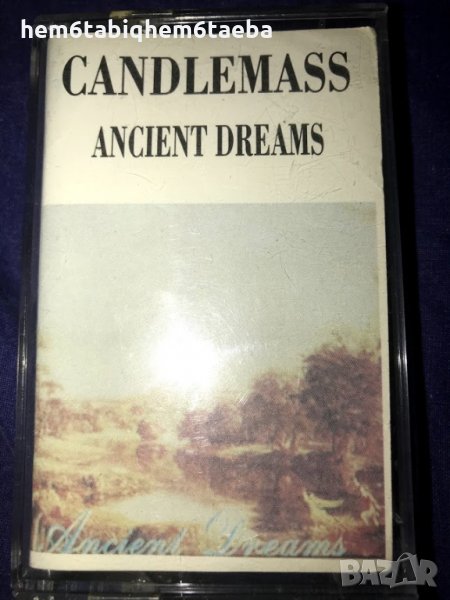 hem6tabiqhem6taeba
CANDLEMASS
ANCIENT DREAMS
Ancient Dreams
BAZAR